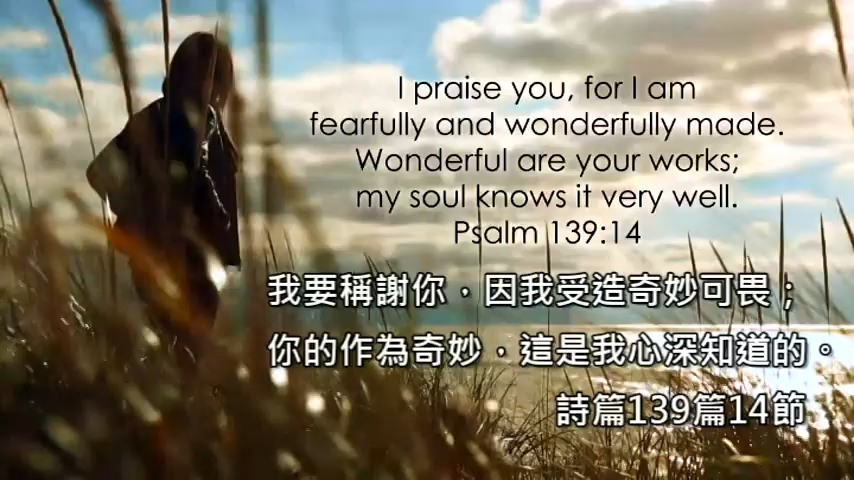 I praise you, for I am
fearfully and wonderfully made.
Wonderful are your works;
my soul knows it very well.
Psalm 139:14
我要稱謝你，因我受造奇妙可畏；
你的作為奇妙，這是我心深知道的。
詩篇139篇14節